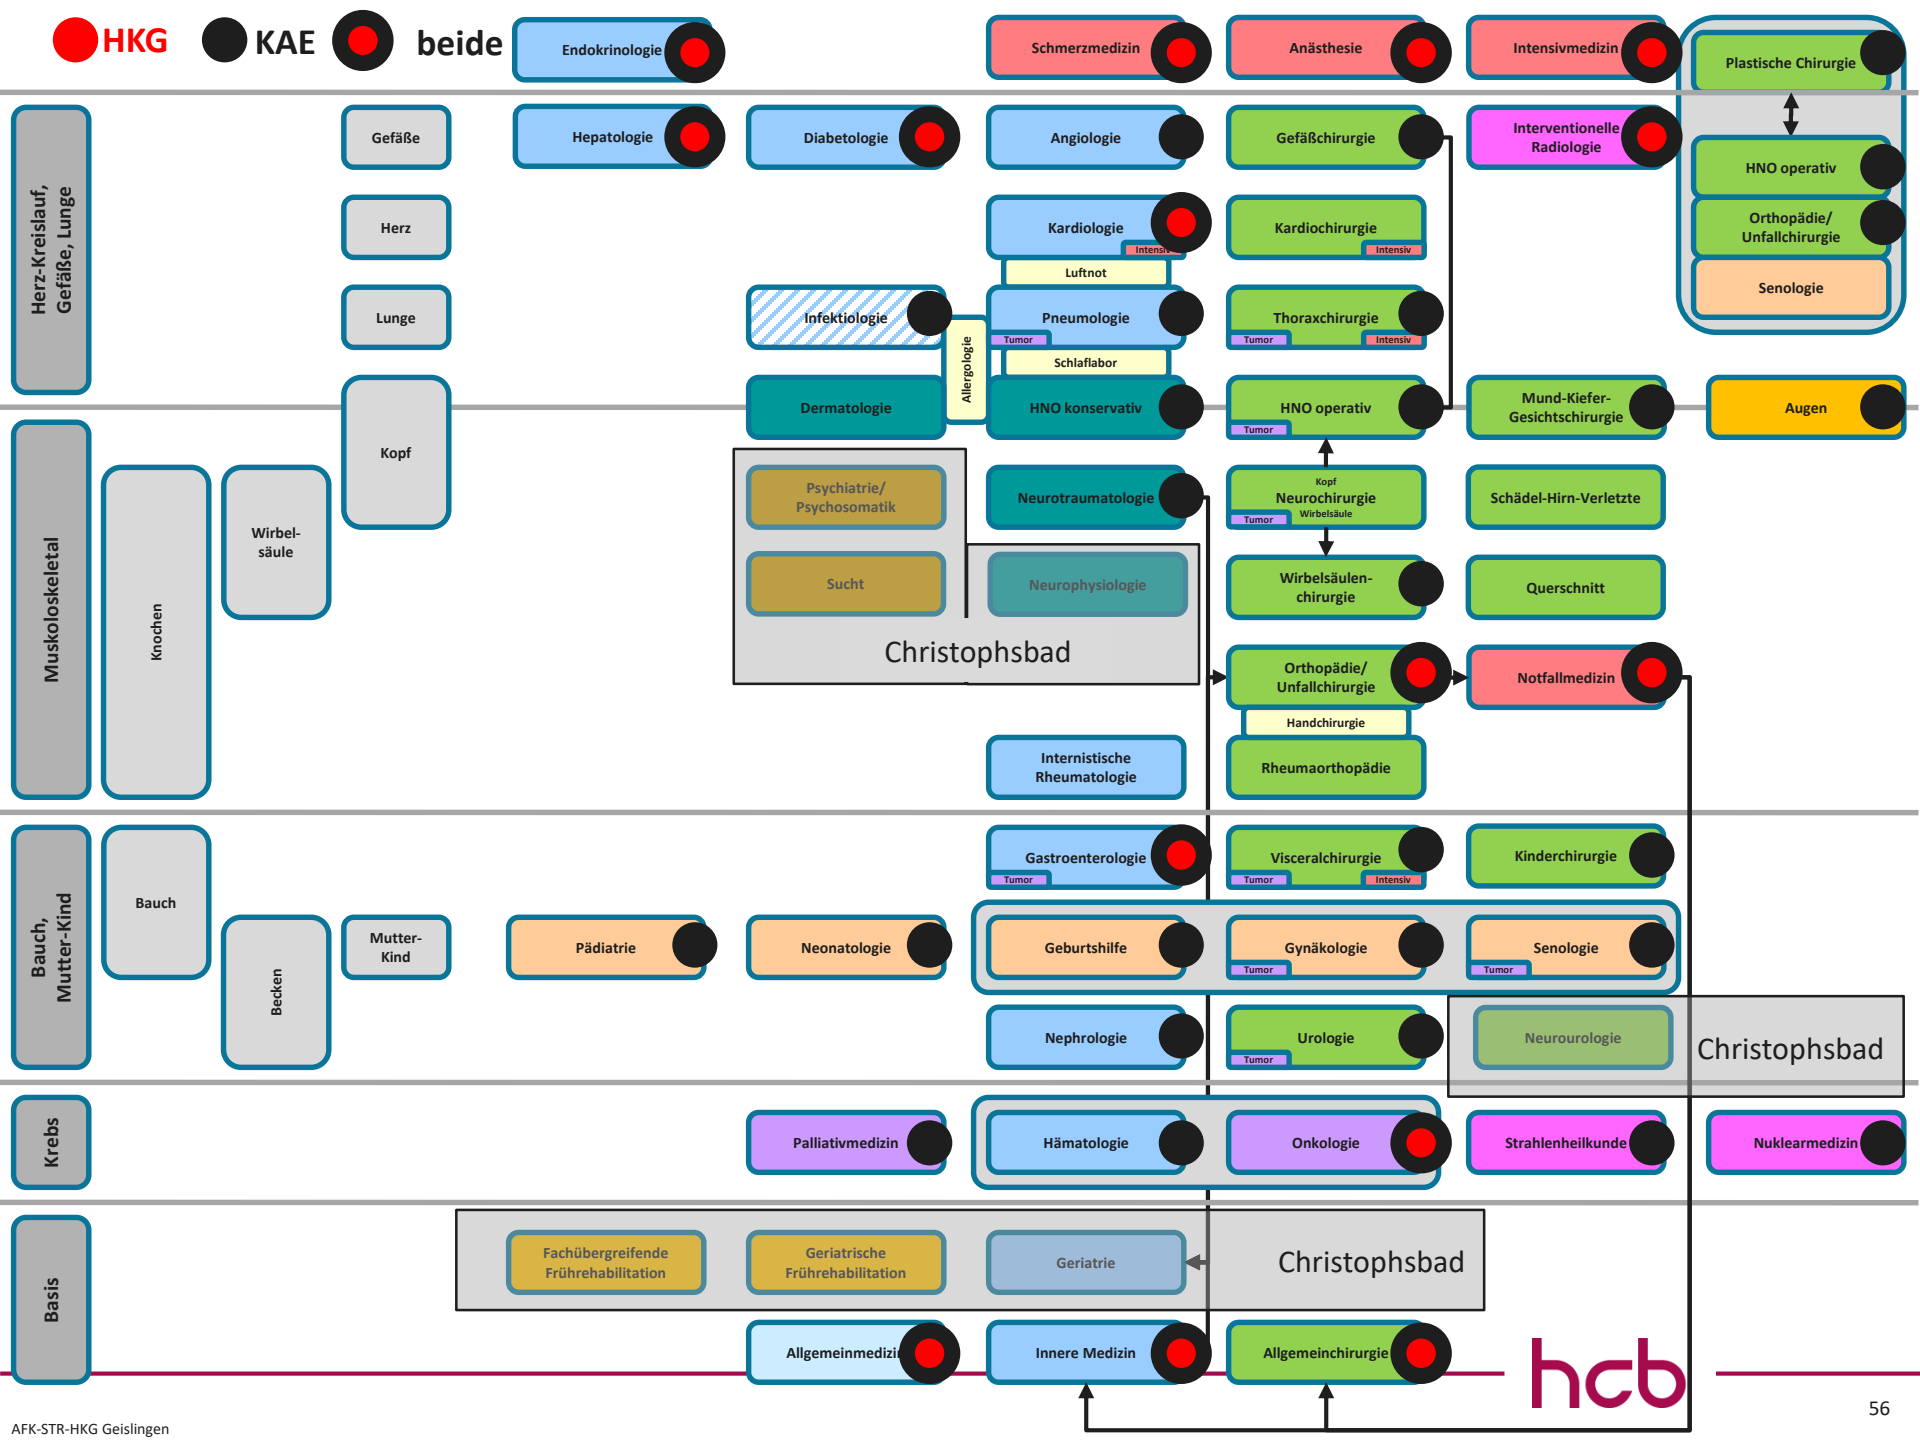 HKG
KAE
beide
Endokrinologie
Schmerzmedizin
Anästhesie
Intensivmedizin
Plastische Chirurgie
Herz-Kreislauf,
Gefäße, Lunge
Gefäße
Hepatologie
Diabetologie
Angiologie
Gefäßchirurgie
Interventionelle
Radiologie
HNO operativ
Herz
Kardiologie
Intensiv
Kardiochirurgie
Intensiv
Orthopädie/
Unfallchirurgie
Luftnot
Senologie
Lunge
Infektiologie
Allergologie
Pneumologie
Tumor
Thoraxchirurgie
Tumor
Intensiv
Schlaflabor
Kopf
Dermatologie
HNO konservativ
HNO operativ
Tumor
Mund-Kiefer-
Gesichtschirurgie
Augen
Muskoloskeletal
Knochen
Wirbel-
säule
Psychiatrie/
Psychosomatik
Neurotraumatologie
Kopf
Neurochirurgie
Wirbelsäule
Tumor
Schädel-Hirn-Verletzte
Sucht
Neurophysiologie
Wirbelsäulen-
chirurgie
Querschnitt
Christophsbad
Orthopädie/
Unfallchirurgie
Notfallmedizin
Handchirurgie
Internistische
Rheumatologie
Rheumaorthopädie
Bauch,
Mutter-Kind
Bauch
Gastroenterologie
Tumor
Visceralchirurgie
Tumor
Intensiv
Kinderchirurgie
Becken
Mutter-
Kind
Pädiatrie
Neonatologie
Geburtshilfe
Gynäkologie
Tumor
Senologie
Tumor
Nephrologie
Urologie
Tumor
Neurourologie
Christophsbad
Krebs
Palliativmedizin
Hämatologie
Onkologie
Strahlenheilkunde
Nuklearmedizin
Basis
Fachübergreifende
Frührehabilitation
Geriatrische
Frührehabilitation
Geriatrie
Christophsbad
Allgemeinmedizin
Innere Medizin
Allgemeinchirurgie
hcb
56
AFK-STR-HKG Geislingen